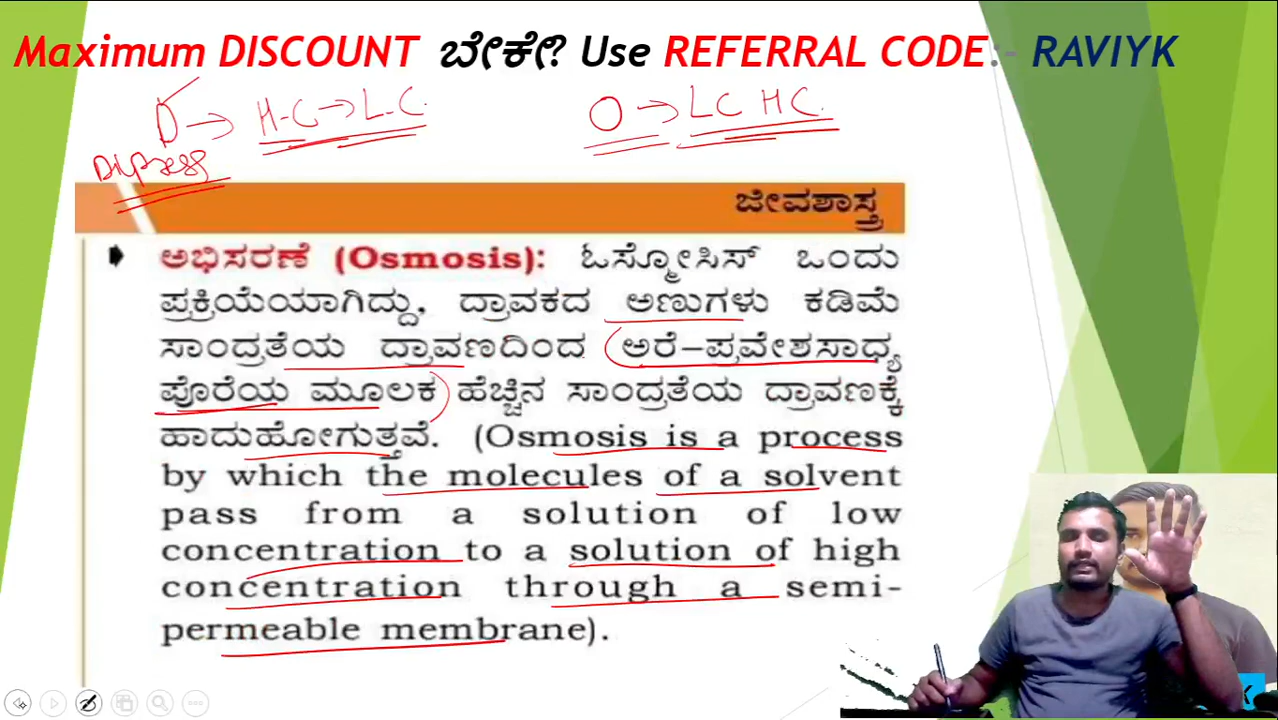 Maximum DISCOUNT ಬೇಕೇ? Use REFERRAL CODE:- RAVIYK
D → H.C → L.C. O → LC HC.
ಜೀವಶಾಸ್ತ್ರ
ಅಭಿಸರಣೆ (Osmosis): ಓಸ್ಮೋಸಿಸ್ ಒಂದು
ಪ್ರಕ್ರಿಯೆಯಾಗಿದ್ದು, ದ್ರಾವಕದ ಅಣುಗಳು ಕಡಿಮೆ
ಸಾಂದ್ರತೆಯ ದ್ರಾವಣದಿಂದ ಅರೆ-ಪ್ರವೇಶಸಾಧ್ಯ
ಪೊರೆಯ ಮೂಲಕ ಹೆಚ್ಚಿನ ಸಾಂದ್ರತೆಯ ದ್ರಾವಣಕ್ಕೆ
ಹಾದುಹೋಗುತ್ತವೆ. (Osmosis is a process
by which the molecules of a solvent
pass from a solution of low
concentration to a solution of high
concentration through a semi-
permeable membrane).
K